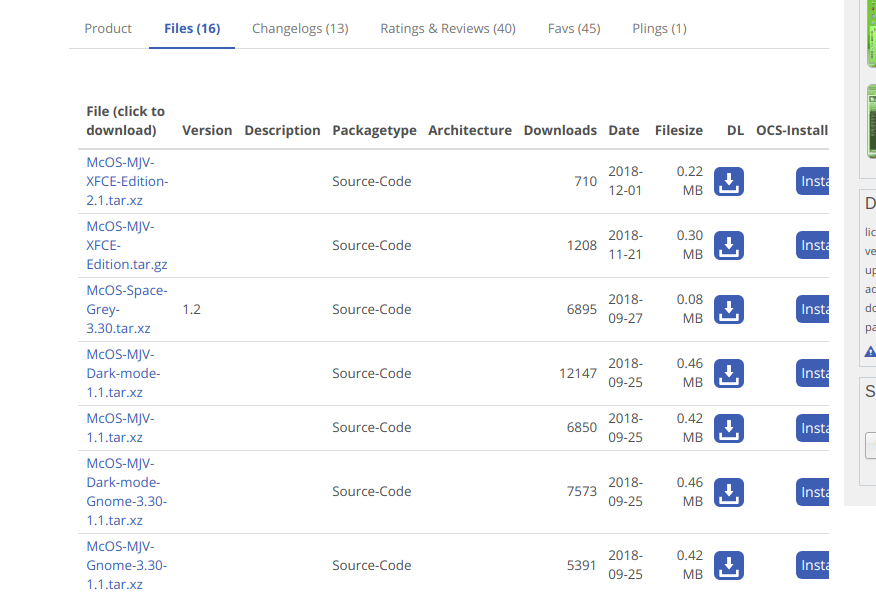 Product Files (16) Changelogs (13) Ratings & Reviews (40) Favs (45) Plings (1)
File (click to
download) Version Description Packagetype Architecture Downloads Date Filesize DL OCS-Install
McOS-MJV-
XFCE-Edition-
2.1.tar.xz
Source-Code 710
2018-
12-01
0.22
MB
Insta
McOS-MJV-
XFCE-
Edition.tar.gz
Source-Code 1208
2018-
11-21
0.30
MB
Insta
McOS-Space-
Grey-
3.30.tar.xz
1.2 Source-Code 6895
2018-
09-27
0.08
MB
Insta
McOS-MJV-
Dark-mode-
1.1.tar.xz
Source-Code 12147
2018-
09-25
0.46
MB
Insta
McOS-MJV-
1.1.tar.xz
Source-Code 6850
2018-
09-25
0.42
MB
Insta
McOS-MJV-
Dark-mode-
Gnome-3.30-
1.1.tar.xz
Source-Code 7573
2018-
09-25
0.46
MB
Insta
McOS-MJV-
Gnome-3.30-
1.1.tar.xz
Source-Code 5391
2018-
09-25
0.42
MB
Insta
D
lic
ve
up
ac
do
pa
S